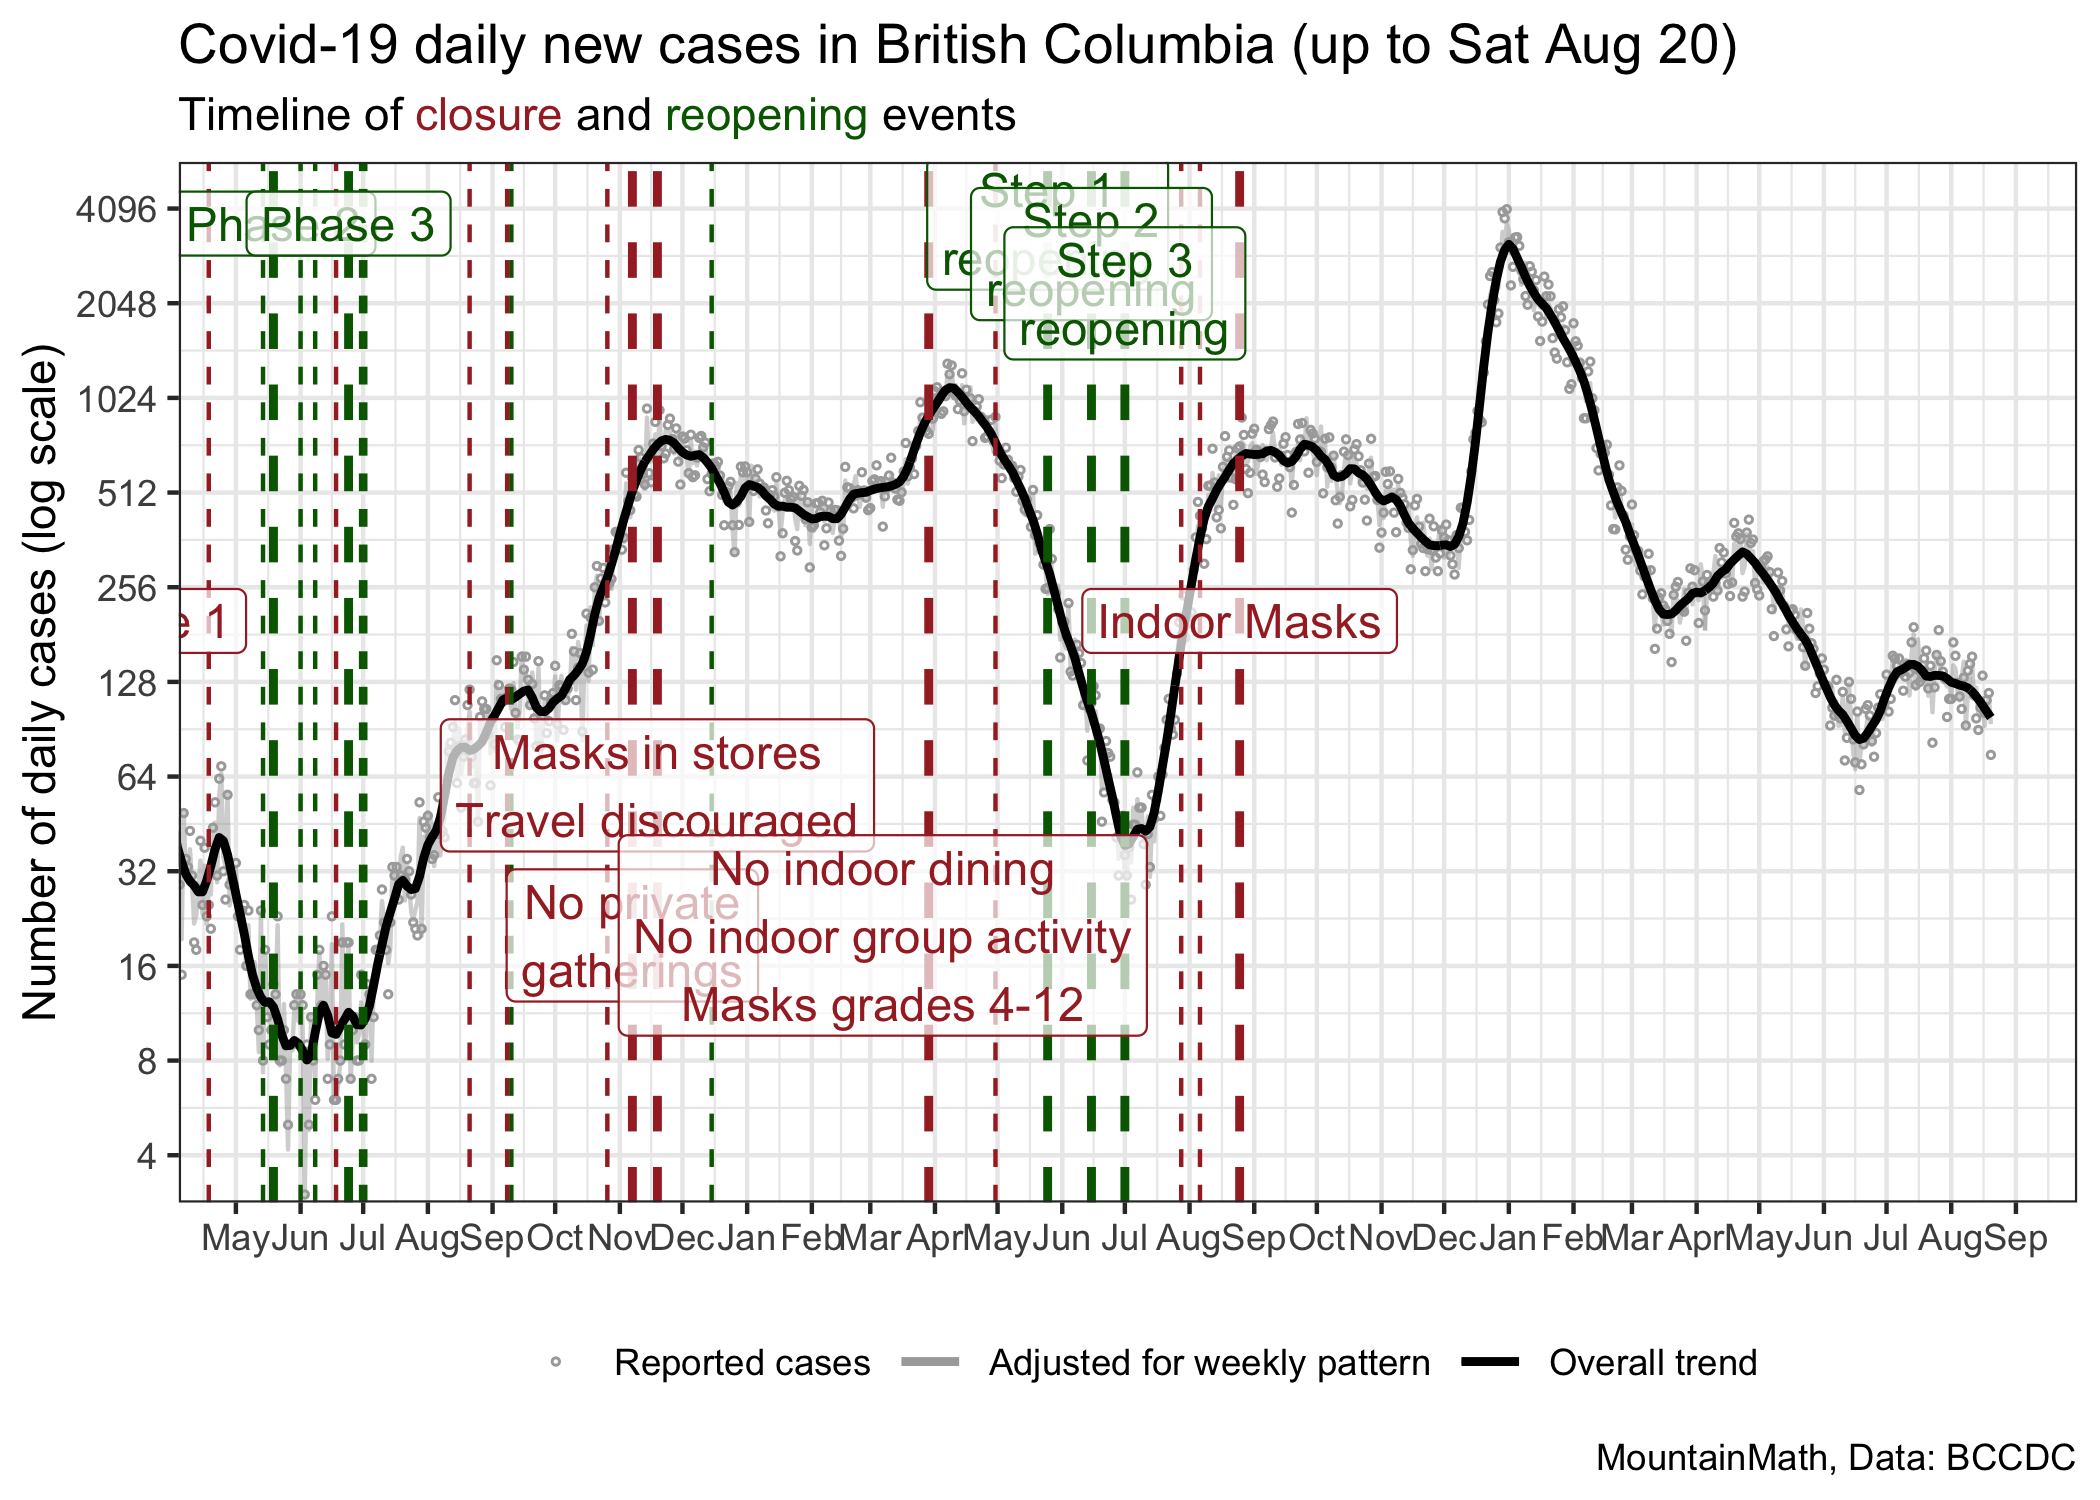 Covid-19 daily new cases in British Columbia (up to Sat Aug 20)
Timeline of closure and reopening events
Number of daily cases (log scale)
4096
2048
1024
512
256
128
64
32
16
8
4
Phase 2
Phase 3
Step 1
reopening
Step 2
reopening
Step 3
reopening
e 1
Indoor Masks
Masks in stores
Travel discouraged
No private
gatherings
No indoor dining
No indoor group activity
Masks grades 4-12
May Jun Jul Aug Sep Oct Nov Dec Jan Feb Mar Apr May Jun Jul Aug Sep Oct Nov Dec Jan Feb Mar Apr May Jun Jul Aug Sep
Reported cases Adjusted for weekly pattern Overall trend
MountainMath, Data: BCCDC